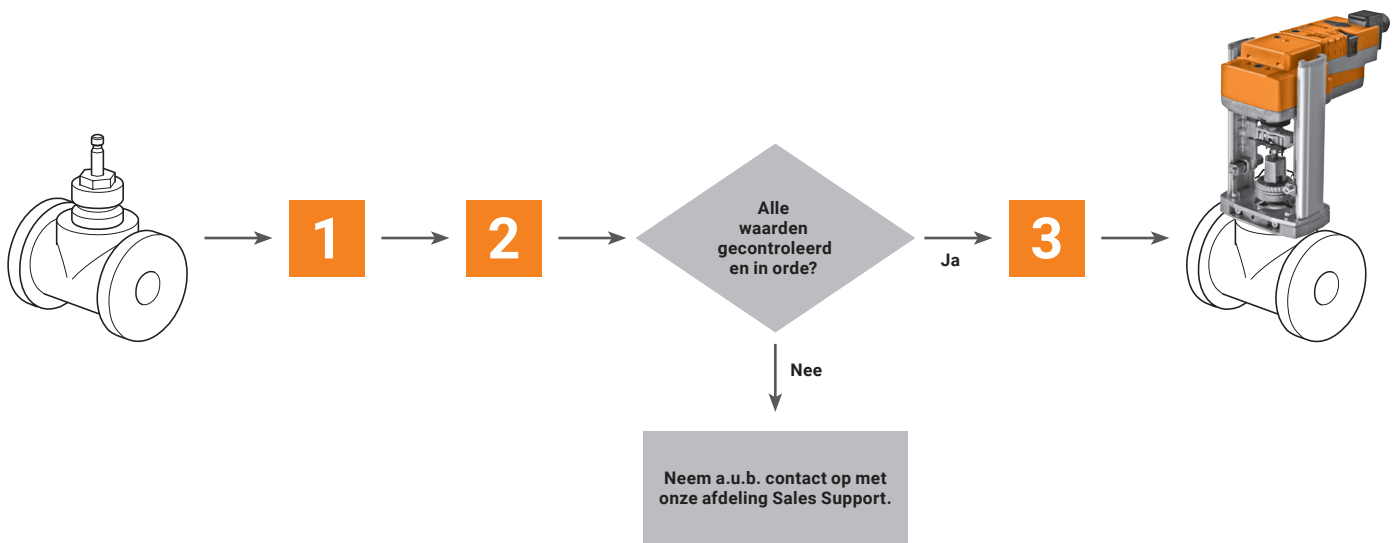 1
2
Alle
waarden
gecontroleerd
en in orde?
Ja
3
Nee
Neem a.u.b. contact op met
onze afdeling Sales Support.